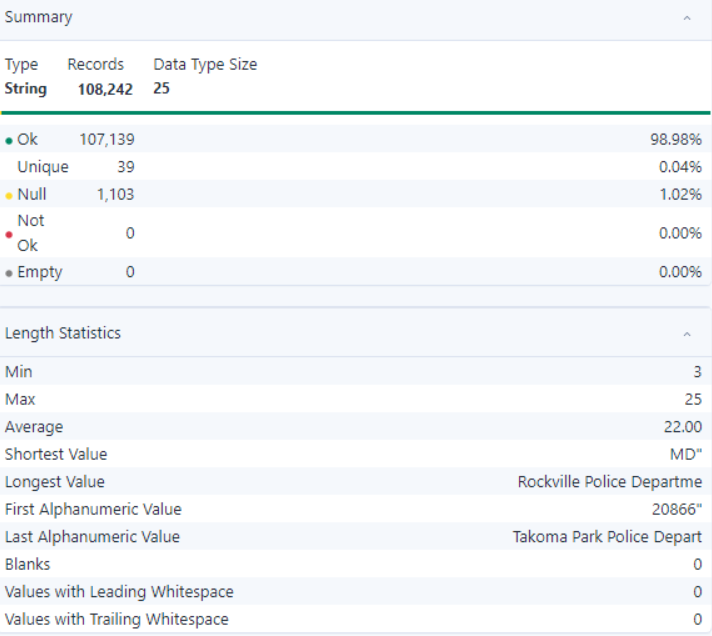 Summary
Type Records Data Type Size
String 108,242 25
Ok 107,139 98.98%
Unique 39 0.04%
Null 1,103 1.02%
Not
Ok 0 0.00%
Empty 0 0.00%
Length Statistics
Min 3
Max 25
Average 22.00
Shortest Value MD"
Longest Value Rockville Police Departme
First Alphanumeric Value 20866"
Last Alphanumeric Value Takoma Park Police Depart
Blanks 0
Values with Leading Whitespace 0
Values with Trailing Whitespace 0